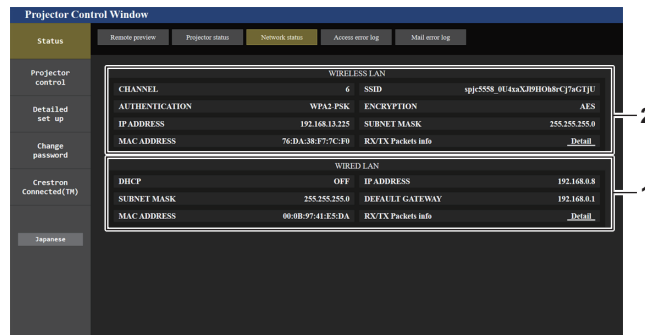 Projector Control Window
Status
Remote preview Projector status Network status Access error log Mail error log
Projector
control
Detailed
set up
Change
password
Crestron
Connected(TM)
Japanese
WIRELESS LAN
CHANNEL 6 SSID spjc5558_0U4xaXJl9HOh8rCj7aGTjU
AUTHENTICATION WPA2-PSK ENCRYPTION AES
IP ADDRESS 192.168.13.225 SUBNET MASK 255.255.255.0
MAC ADDRESS 76:DA:38:F7:7C:F0 RX/TX Packets info Detail
2
WIRED LAN
DHCP OFF IP ADDRESS 192.168.0.8
SUBNET MASK 255.255.255.0 DEFAULT GATEWAY 192.168.0.1
MAC ADDRESS 00:0B:97:41:E5:DA RX/TX Packets info Detail
1